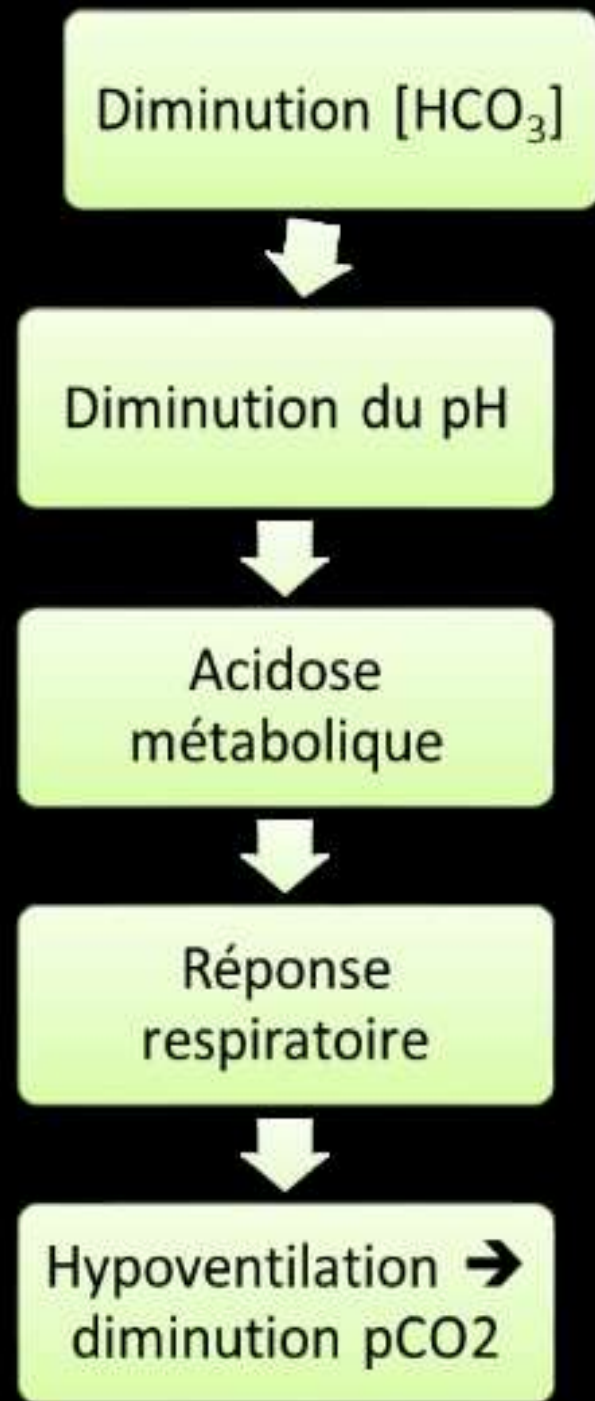 Diminution [HCO₃]
Diminution du pH
Acidose
métabolique
Réponse
respiratoire
Hypoventilation ➔
diminution pCO2